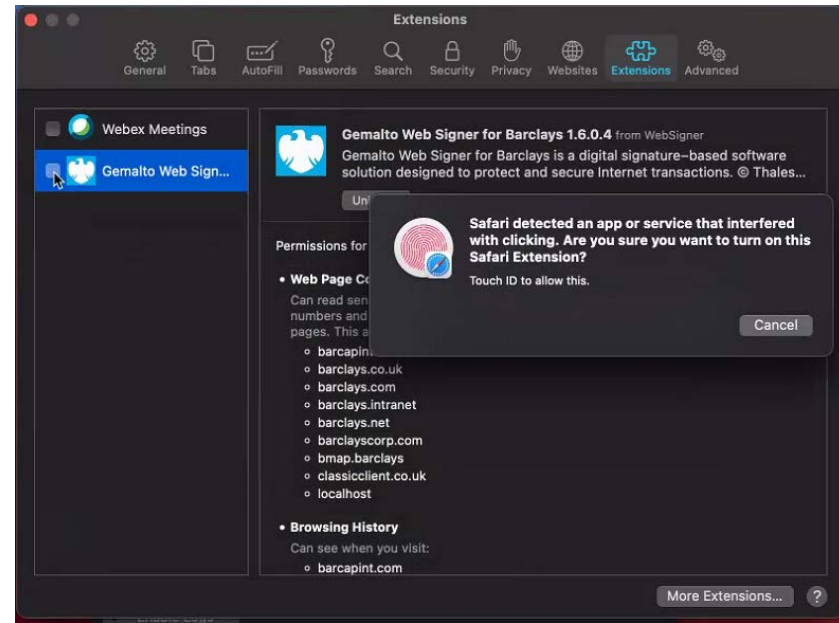 Extensions
General
Tabs
AutoFill
Passwords
Search
Security
Privacy
Websites
Extensions
Advanced
Webex Meetings
Gemalto Web Sign...
Gemalto Web Signer for Barclays 1.6.0.4 from WebSigner
Gemalto Web Signer for Barclays is a digital signature-based software
solution designed to protect and secure Internet transactions. © Thales...
Safari detected an app or service that interfered
with clicking. Are you sure you want to turn on this
Safari Extension?
Touch ID to allow this.
Cancel
Permissions for
• Web Page
Can read
numbers and
pages. This
◦ barclays.co.uk
◦ barclays.com
◦ barclays.intranet
◦ barclays.net
◦ barclayscorp.com
◦ bmap.barclays
◦ classicclient.co.uk
◦ localhost
• Browsing History
Can see when you visit:
◦ barcapint.com
More Extensions...
?